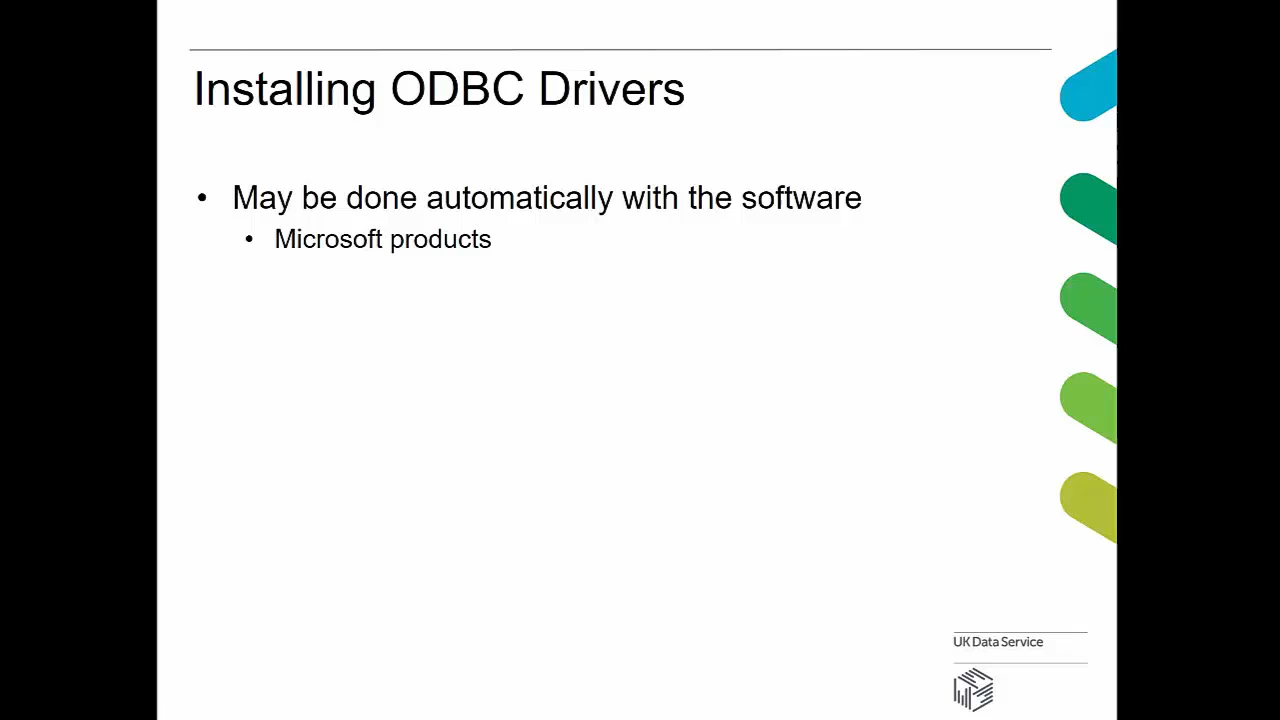 Installing ODBC Drivers
• May be done automatically with the software
• Microsoft products
UK Data Service